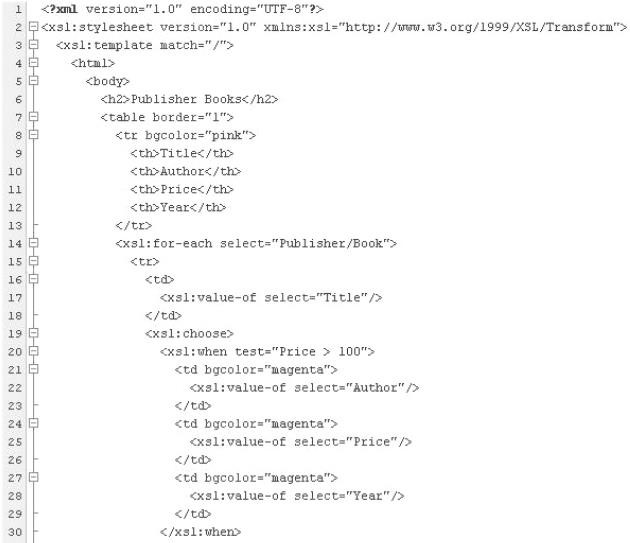 1 <?xml version="1.0" encoding="UTF-8"?>
2 <xsl:stylesheet version="1.0" xmlns:xsl="http://www.w3.org/1999/XSL/Transform">
3 <xsl:template match="/">
4 <html>
5 <body>
6 <h2>Publisher Books</h2>
7 <table border="1">
8 <tr bgcolor="pink">
9 <th>Title</th>
10 <th>Author</th>
11 <th>Price</th>
12 <th>Year</th>
13 </tr>
14 <xsl:for-each select="Publisher/Book">
15 <tr>
16 <td>
17 <xsl:value-of select="Title"/>
18 </td>
19 <xsl:choose>
20 <xsl:when test="Price > 100">
21 <td bgcolor="magenta">
22 <xsl:value-of select="Author"/>
23 </td>
24 <td bgcolor="magenta">
25 <xsl:value-of select="Price"/>
26 </td>
27 <td bgcolor="magenta">
28 <xsl:value-of select="Year"/>
29 </td>
30 </xsl:when>